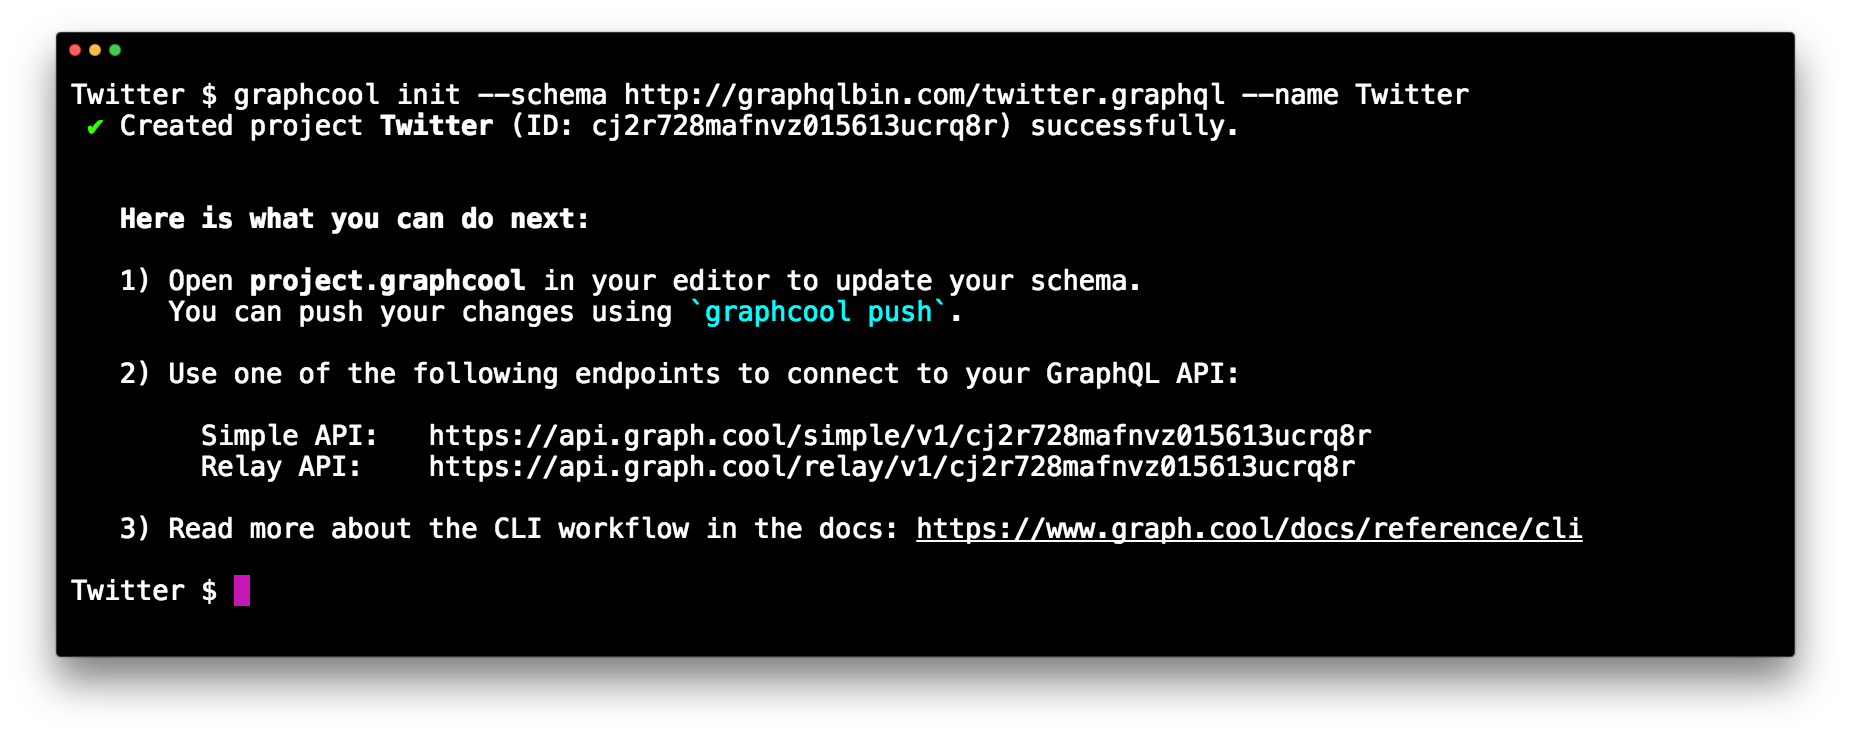 Twitter $ graphcool init --schema http://graphqlbin.com/twitter.graphql --name Twitter
✔ Created project Twitter (ID: cj2r728mafnvz015613ucrq8r) successfully.
Here is what you can do next:
1) Open project.graphcool in your editor to update your schema.
You can push your changes using `graphcool push`.
2) Use one of the following endpoints to connect to your GraphQL API:
Simple API: https://api.graph.cool/simple/v1/cj2r728mafnvz015613ucrq8r
Relay API: https://api.graph.cool/relay/v1/cj2r728mafnvz015613ucrq8r
3) Read more about the CLI workflow in the docs: https://www.graph.cool/docs/reference/cli
Twitter $